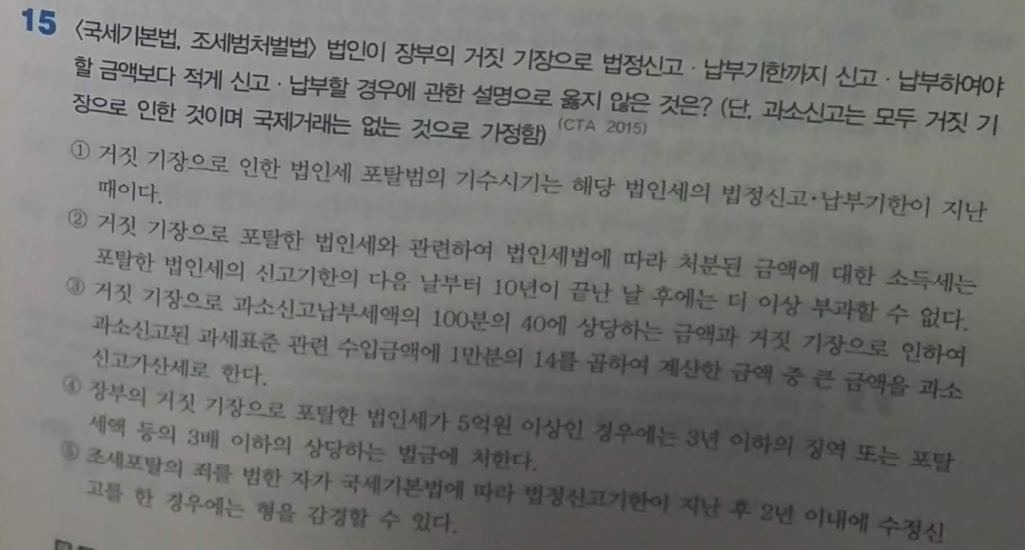 15 〈국세기본법, 조세범처벌법〉 법인이 장부의 거짓 기장으로 법정신고·납부기한까지 신고·납부하여야
할 금액보다 적게 신고·납부할 경우에 관한 설명으로 옳지 않은 것은? (단, 과소신고는 모두 거짓 기
장으로 인한 것이며 국제거래는 없는 것으로 가정함) (CTA 2015)
① 거짓 기장으로 인한 법인세 포탈범의 기수시기는 해당 법인세의 법정신고·납부기한이 지난
때이다.
② 거짓 기장으로 포탈한 법인세와 관련하여 법인세법에 따라 처분된 금액에 대한 소득세는
포탈한 법인세의 신고기한의 다음 날부터 10년이 끝난 날 후에는 더 이상 부과할 수 없다.
③ 거짓 기장으로 과소신고납부세액의 100분의 40에 상당하는 금액과 거짓 기장으로 인하여
과소신고된 과세표준 관련 수입금액에 1만분의 14를 곱하여 계산한 금액 중 큰 금액을 과소
신고가산세로 한다.
④ 장부의 거짓 기장으로 포탈한 법인세가 5억원 이상인 경우에는 3년 이하의 징역 또는 포탈
세액 등의 3배 이하의 상당하는 벌금에 처한다.
⑤ 조세포탈의 죄를 범한 자가 국세기본법에 따라 법정신고기한이 지난 후 2년 이내에 수정신
고를 한 경우에는 형을 감경할 수 있다.